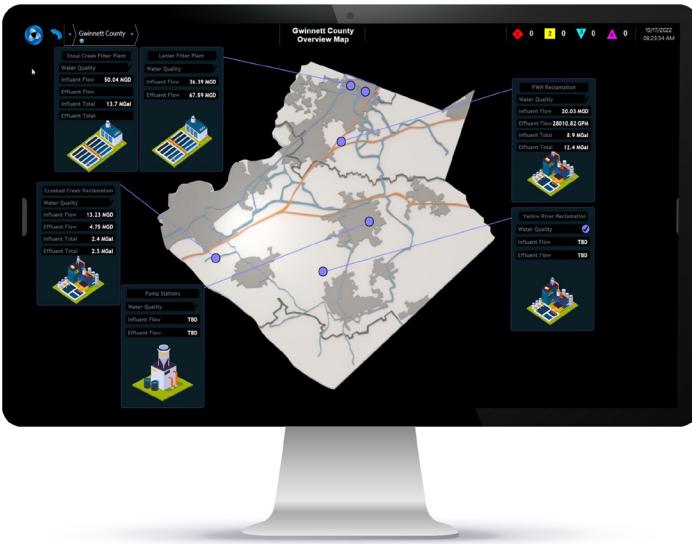 Gwinnett County
Gwinnett County
Overview Map
1
0
2
0
3
0
4
0
10/17/2022
08:23:34 AM
Shoal Creek Filter Plant
Water Quality
Influent Flow 50.04 MGD
Effluent Flow
Influent Total 13.7 MGal
Effluent Total
Lanier Filter Plant
Water Quality
Influent Flow 36.39 MGD
Effluent Flow 67.59 MGD
FWH Reclamation
Water Quality
Influent Flow 20.03 MGD
Effluent Flow 28010.82 GPM
Influent Total 8.9 MGal
Effluent Total 12.4 MGal
Crooked Creek Reclamation
Water Quality
Influent Flow 13.23 MGD
Effluent Flow 4.75 MGD
Influent Total 2.4 MGal
Effluent Total 2.3 MGal
Yellow River Reclamation
Water Quality
Influent Flow TBD
Effluent Flow TBD
Pump Stations
Water Quality
Influent Flow TBD
Effluent Flow TBD